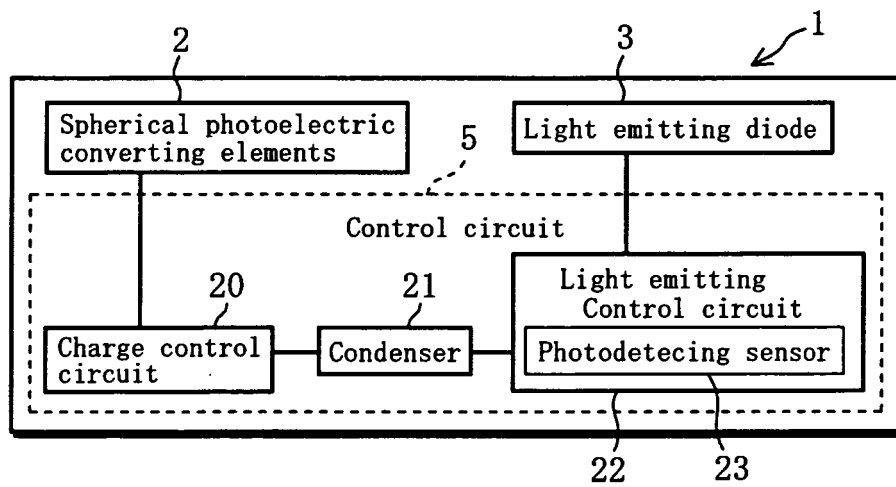 1
2
3
Spherical photoelectric
converting elements
Light emitting diode
5
Control circuit
20
21
Light emitting
Control circuit
Charge control
circuit
Condenser
Photodetecing sensor
22
23